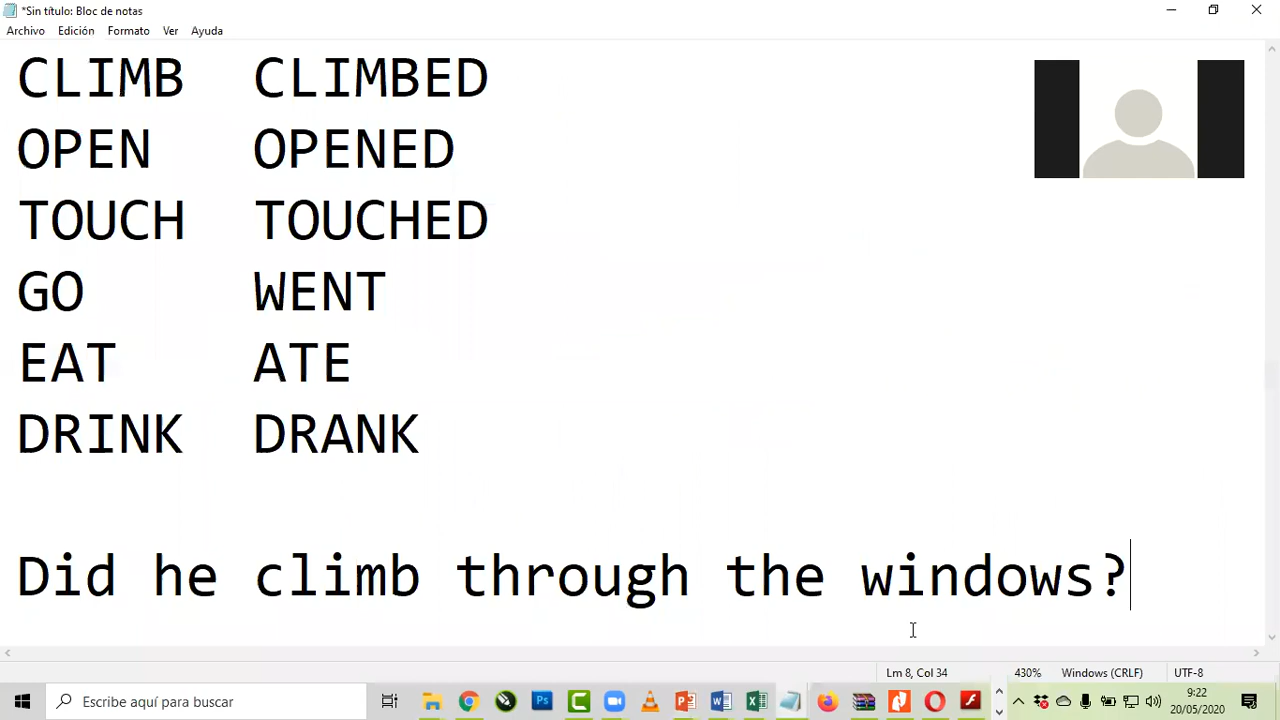 *Sin título: Bloc de notas
Archivo Edición Formato Ver Ayuda
CLIMB CLIMBED
OPEN OPENED
TOUCH TOUCHED
GO WENT
EAT ATE
DRINK DRANK
Did he climb through the windows?
Lm 8, Col 34 430% Windows (CRLF) UTF-8
Escribe aquí para buscar
9:22
20/05/2020